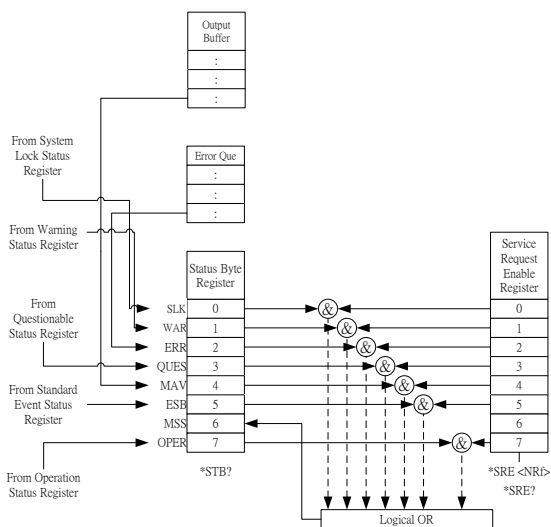 Output
Buffer
:
:
:
From System
Lock Status
Register
Error Que
:
:
:
From Warning
Status Register
Status Byte
Register
Service
Request
Enable
Register
From
Questionable
Status Register
SLK 0 & 0
WAR 1 & 1
ERR 2 & 2
QUES 3 & 3
MAV 4 & 4
From Standard
Event Status
Register
ESB 5 & 5
MSS 6 6
OPER 7 & 7
From Operation
Status Register
*STB?
*SRE <NRf>
*SRE?
Logical OR